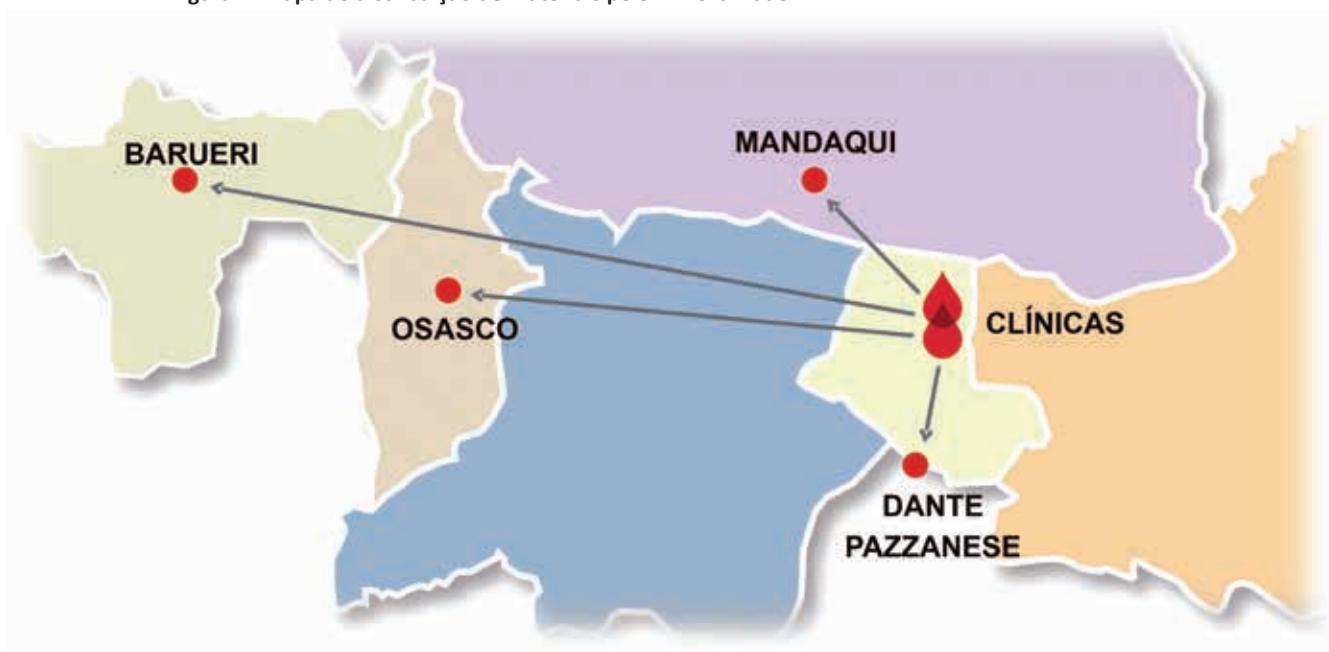 BARUERI
MANDAQUI
OSASCO
CLÍNICAS
DANTE
PAZZANESE